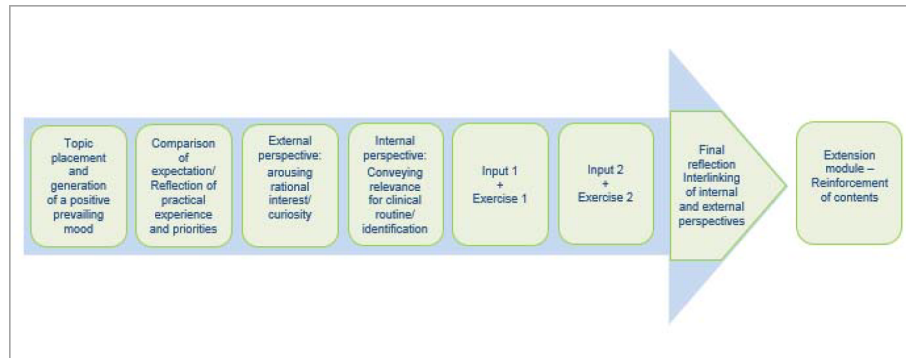 Topic
placement
and
generation
of a positive
prevailing
mood
Comparison
of
expectation/
Reflection of
practical
experience
and priorities
External
perspective:
arousing
rational
interest/
curiosity
Internal
perspective:
Conveying
relevance
for clinical
routine/
identification
Input 1
+
Exercise 1
Input 2
+
Exercise 2
Final
reflection
Interlinking
of internal
and external
perspectives
Extension
module –
Reinforcement
of contents